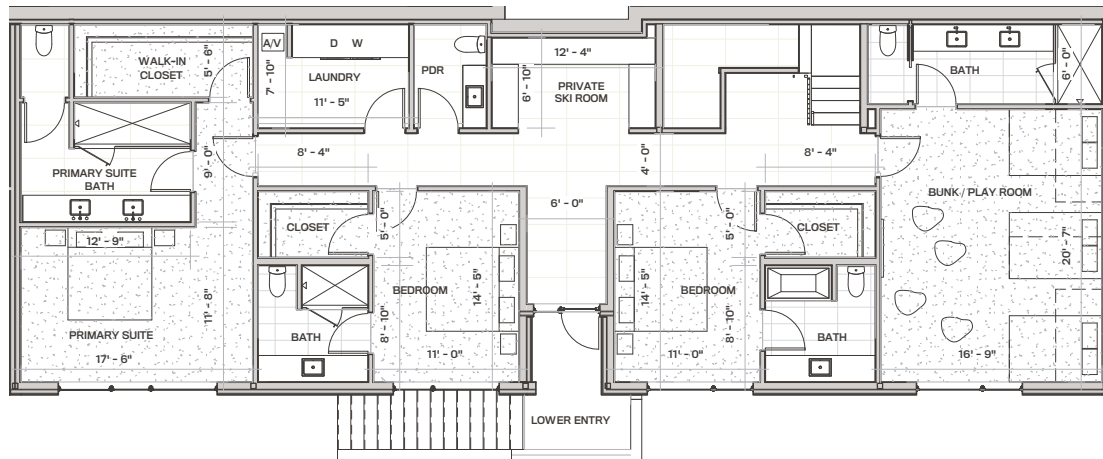 WALK-IN
CLOSET
5' - 6"
A/V
D W
7' - 10"
LAUNDRY
11' - 5"
PDR
12' - 4"
6' - 10"
PRIVATE
SKI ROOM
BATH
6' - 0"
PRIMARY SUITE
BATH
9' - 0"
8' - 4"
4' - 0"
8' - 4"
BUNK / PLAY ROOM
12' - 9"
CLOSET
5' - 0"
6' - 0"
5' - 0"
CLOSET
20' - 7"
11' - 8"
BEDROOM
14' - 5"
14' - 5"
BEDROOM
PRIMARY SUITE
17' - 6"
BATH
8' - 10"
11' - 0"
11' - 0"
8' - 10"
BATH
16' - 9"
LOWER ENTRY